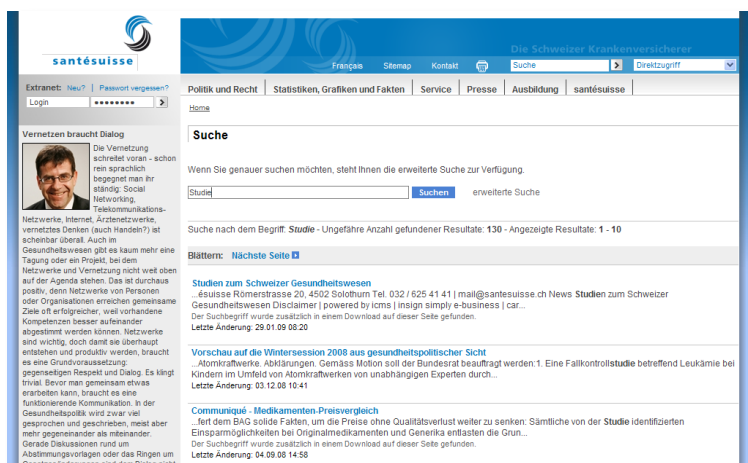 santésuisse
Die Schweizer Krankenversicherer
Français Sitemap Kontakt Suche Direktzugriff
Extranet: Neu? | Passwort vergessen?
Login
Politik und Recht Statistiken, Grafiken und Fakten Service Presse Ausbildung santésuisse
Home
Vernetzen braucht Dialog
Die Vernetzung
schreitet voran - schon
rein sprachlich
begegnet man ihr
ständig: Social
Networking,
Telekommunikations-
Netzwerke, Internet, Ärztenetzwerke,
vernetztes Denken (auch Handeln?) ist
scheinbar überall. Auch im
Gesundheitswesen gibt es kaum mehr eine
Tagung oder ein Projekt, bei dem
Netzwerke und Vernetzung nicht weit oben
auf der Agenda stehen. Das ist durchaus
positiv, denn Netzwerke von Personen
oder Organisationen erreichen gemeinsame
Ziele oft erfolgreicher, weil vorhandene
Kompetenzen besser aufeinander
abgestimmt werden können. Netzwerke
sind wichtig, doch damit sie überhaupt
entstehen und produktiv werden, braucht
es eine Grundvoraussetzung:
gegenseitigen Respekt und Dialog. Es klingt
trivial. Bevor man gemeinsam etwas
erarbeiten kann, braucht es eine
funktionierende Kommunikation. In der
Gesundheitspolitik wird zwar viel
gesprochen und geschrieben, meist aber
mehr gegeneinander als miteinander.
Gerade Diskussionen rund um
Abstimmungsvorlagen oder das Ringen um
Suche
Wenn Sie genauer suchen möchten, steht Ihnen die erweiterte Suche zur Verfügung.
Studie Suchen erweiterte Suche
Suche nach dem Begriff: Studie - Ungefähre Anzahl gefundener Resultate: 130 - Angezeigte Resultate: 1 - 10
Blättern: Nächste Seite
Studien zum Schweizer Gesundheitswesen
...ésuisse Römerstrasse 20, 4502 Solothurn Tel. 032 / 625 41 41 | mail@santesuisse.ch News Studien zum Schweizer
Gesundheitswesen Disclaimer | powered by icms | insign simply e-business | car...
Der Suchbegriff wurde zusätzlich in einem Download auf dieser Seite gefunden.
Letzte Änderung: 29.01.09 08:20
Vorschau auf die Wintersession 2008 aus gesundheitspolitischer Sicht
...Atomkraftwerke. Abklärungen. Gemäss Motion soll der Bundesrat beauftragt werden:1. Eine Fallkontrollstudie betreffend Leukämie bei
Kindern im Umfeld von Atomkraftwerken von unabhängigen Experten durch...
Letzte Änderung: 03.12.08 10:41
Communiqué - Medikamenten-Preisvergleich
...fert dem BAG solide Fakten, um die Preise ohne Qualitätsverlust weiter zu senken: Sämtliche von der Studie identifizierten
Einsparmöglichkeiten bei Originalmedikamenten und Generika entlasten die Grun...
Der Suchbegriff wurde zusätzlich in einem Download auf dieser Seite gefunden.
Letzte Änderung: 04.09.08 14:58